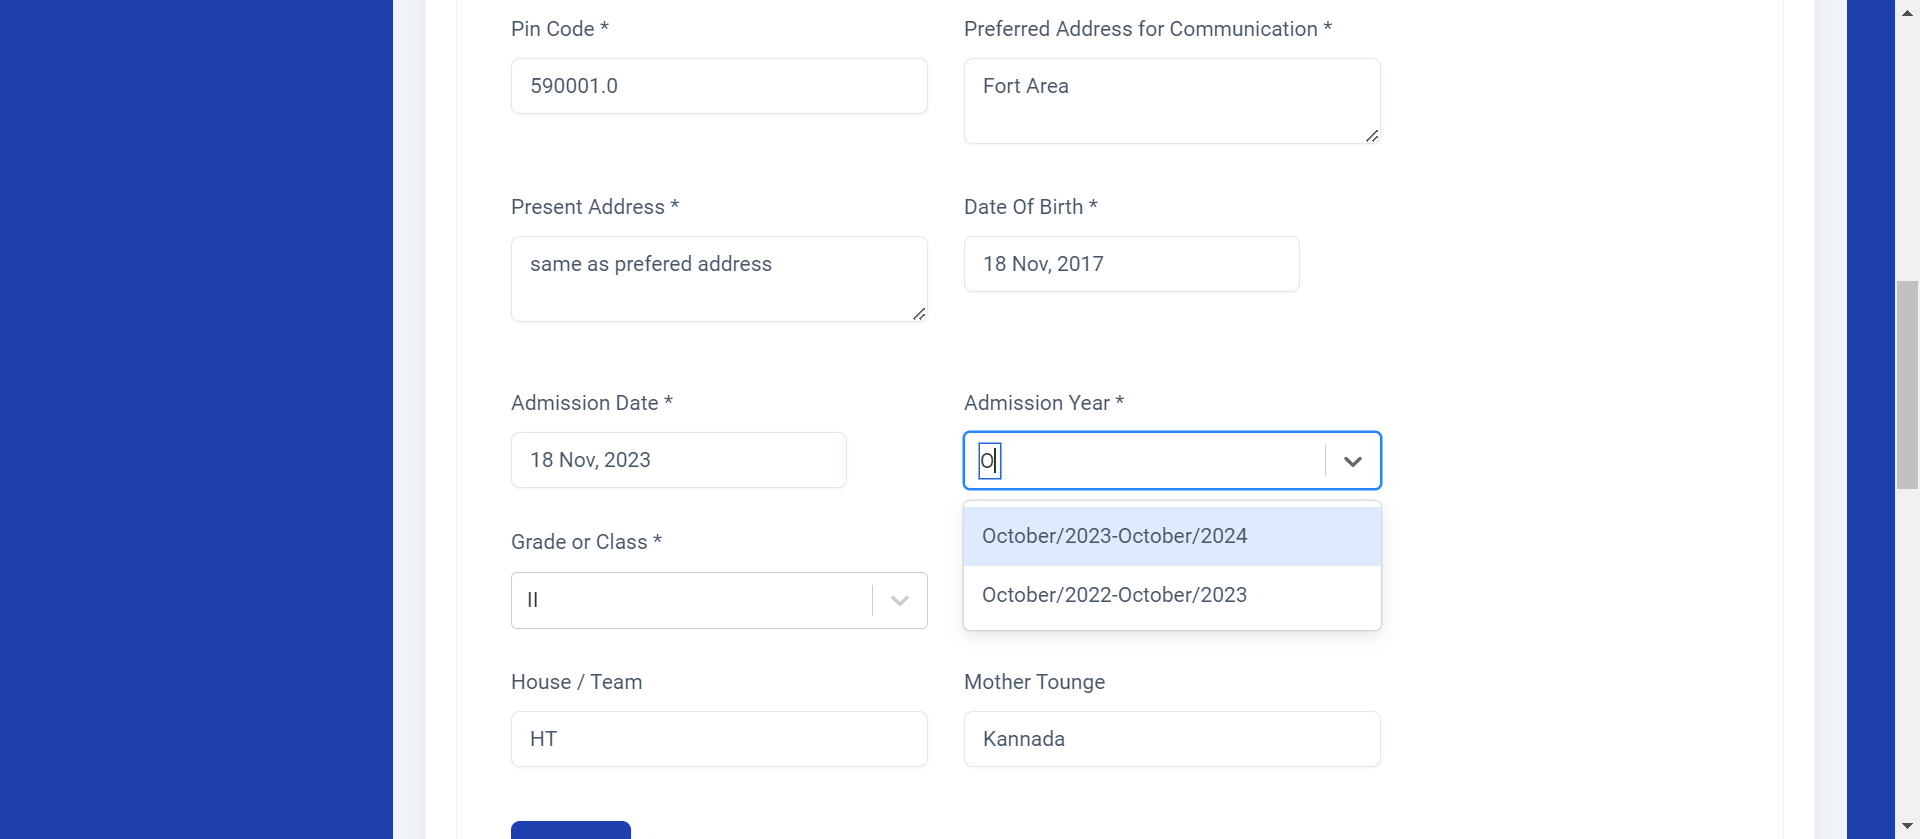 Pin Code *
Preferred Address for Communication *
590001.0
Fort Area
Present Address *
Date Of Birth *
same as prefered address
18 Nov, 2017
Admission Date *
Admission Year *
18 Nov, 2023
O
October/2023-October/2024
Grade or Class *
II
October/2022-October/2023
House / Team
Mother Tounge
HT
Kannada